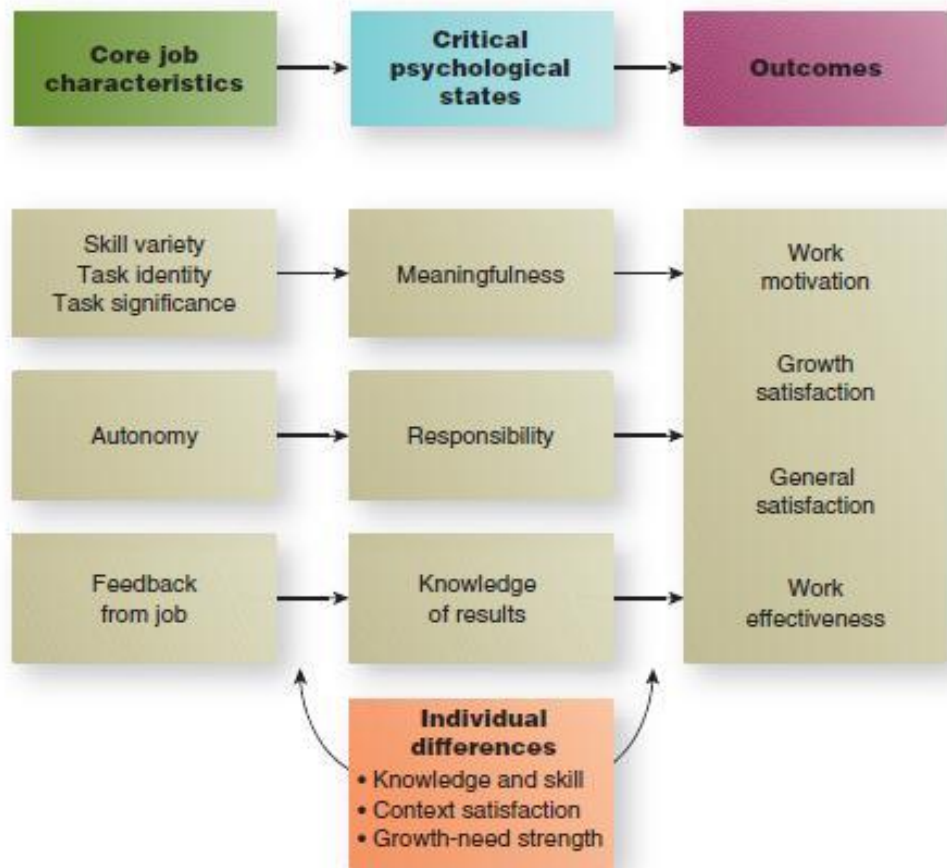 Core job
characteristics
Critical
psychological
states
Outcomes
Skill variety
Task identity
Task significance
Meaningfulness
Work
motivation
Growth
satisfaction
Autonomy
Responsibility
General
satisfaction
Feedback
from job
Knowledge
of results
Work
effectiveness
Individual
differences
• Knowledge and skill
• Context satisfaction
• Growth-need strength